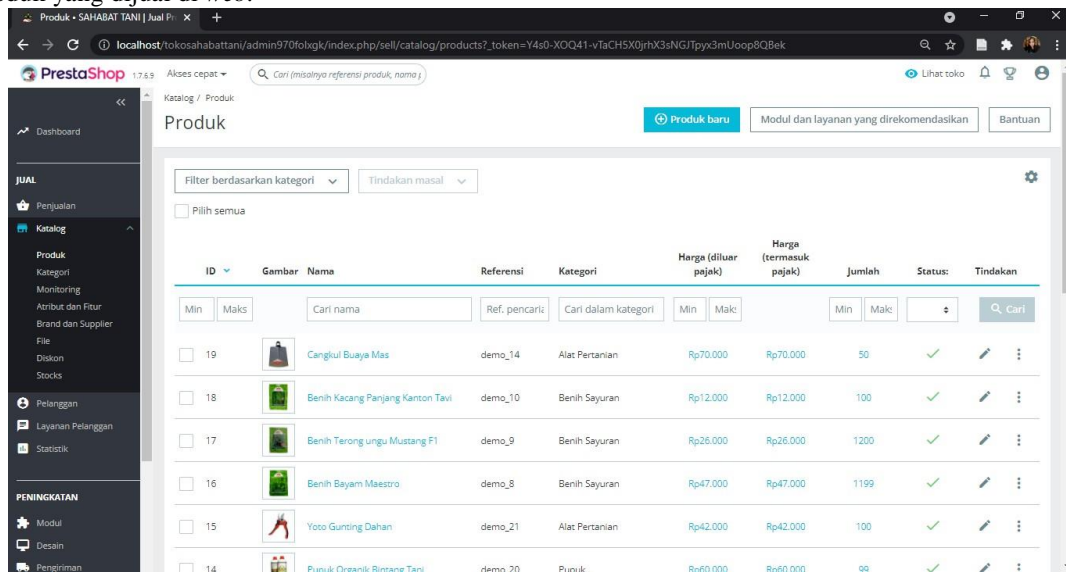 duk yang dijual di web.
Produk • SAHABAT TANI | Jual Pr
localhost/tokosahabattani/admin970folxgk/index.php/sell/catalog/products?_token=Y4s0-XOQ41-vTaCH5X0jrhX3sNGJTpyx3mUoop8QBek
PrestaShop 1.7.6.9 Akses cepat Cari (misalnya referensi produk, nama p Lihat toko
Katalog / Produk
Produk
Produk baru Modul dan layanan yang direkomendasikan Bantuan
Dashboard
JUAL
Penjualan
Katalog
Produk
Kategori
Monitoring
Atribut dan Fitur
Brand dan Supplier
File
Diskon
Stocks
Pelanggan
Layanan Pelanggan
Statistik
PENINGKATAN
Modul
Desain
Pengiriman
Filter berdasarkan kategori Tindakan masal
Pilih semua
ID Gambar Nama Referensi Kategori Harga (diluar pajak) Harga (termasuk pajak) Jumlah Status: Tindakan
Min Maks Cari nama Ref. pencaria Cari dalam kategori Min Mak Min Mak Cari
19 Cangkul Buaya Mas demo_14 Alat Pertanian Rp70.000 Rp70.000 50
18 Benih Kacang Panjang Kanton Tavi demo_10 Benih Sayuran Rp12.000 Rp12.000 100
17 Benih Terong ungu Mustang F1 demo_9 Benih Sayuran Rp26.000 Rp26.000 1200
16 Benih Bayam Maestro demo_8 Benih Sayuran Rp47.000 Rp47.000 1199
15 Yoto Gunting Dahan demo_21 Alat Pertanian Rp42.000 Rp42.000 100
14 Pupuk Organik Bintang Tani demo_20 Pupuk Rp60.000 Rp60.000 99